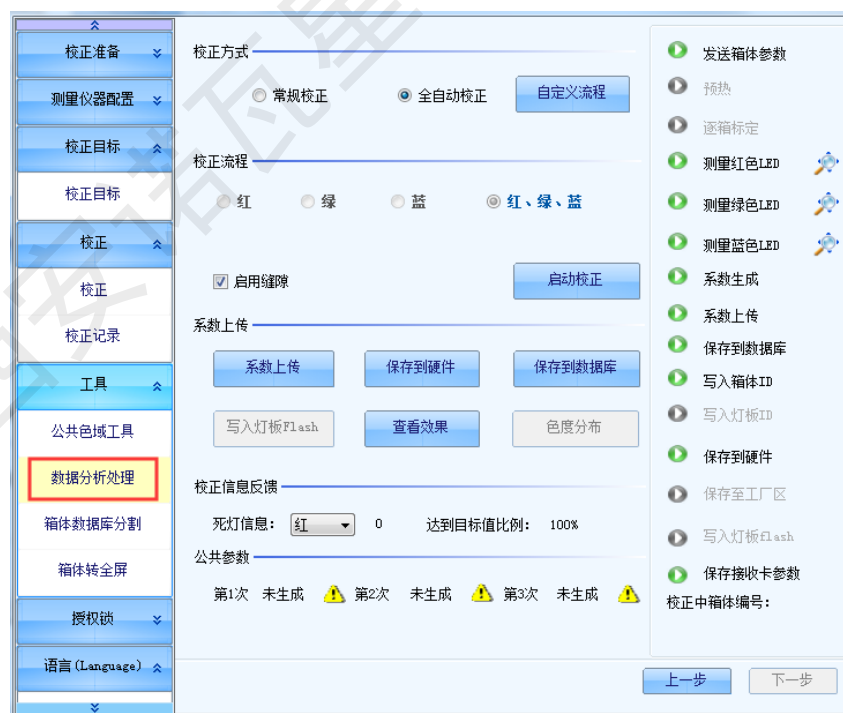 校正准备
测量仪器配置
校正目标
校正目标
校正
校正
校正记录
工具
公共色域工具
数据分析处理
箱体数据库分割
箱体转全屏
授权锁
语言(Language)
校正方式
常规校正 全自动校正 自定义流程
校正流程
红 绿 蓝 红、绿、蓝
启用缝隙 启动校正
系数上传
系数上传 保存到硬件 保存到数据库
写入灯板Flash 查看效果 色度分布
校正信息反馈
死灯信息: 红 0 达到目标值比例: 100%
公共参数
第1次 未生成 第2次 未生成 第3次 未生成
发送箱体参数
预热
逐箱标定
测量红色LED
测量绿色LED
测量蓝色LED
系数生成
系数上传
保存到数据库
写入箱体ID
写入灯板ID
保存到硬件
保存至工厂区
写入灯板flash
保存接收卡参数
校正中箱体编号:
上一步 下一步
西安诺瓦星